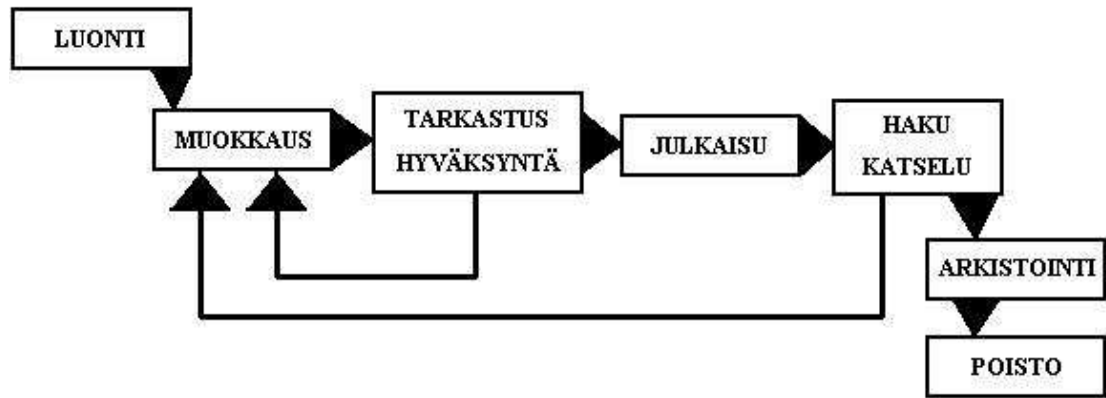 LUONTI
MUOKKAUS
TARKASTUS
HYVÄKSYNTÄ
JULKAISU
HAKU
KATSELU
ARKISTOINTI
POISTO